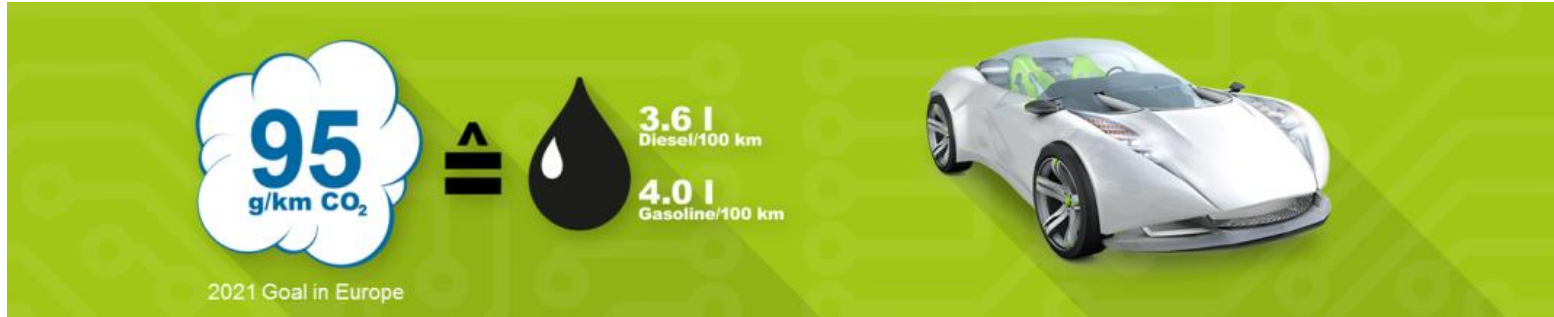 95
g/km CO₂
≙
3.6 l
Diesel/100 km
4.0 l
Gasoline/100 km
2021 Goal in Europe